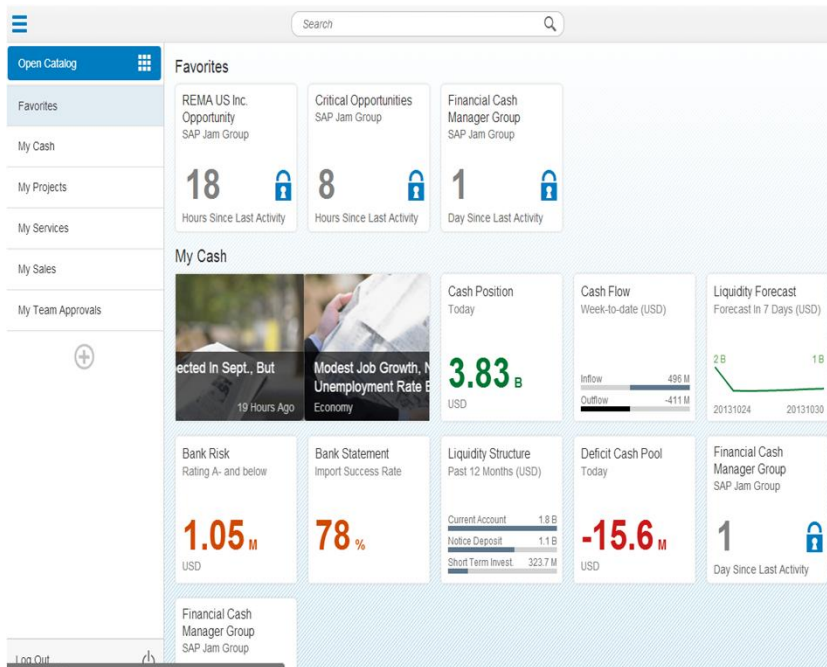 Search
Open Catalog
Favorites
My Cash
My Projects
My Services
My Sales
My Team Approvals
Log Out
Favorites
REMA US Inc.
Opportunity
SAP Jam Group
18
Hours Since Last Activity
Critical Opportunities
SAP Jam Group
8
Hours Since Last Activity
Financial Cash
Manager Group
SAP Jam Group
1
Day Since Last Activity
My Cash
ected In Sept., But
19 Hours Ago
Modest Job Growth, N
Unemployment Rate E
Economy
Cash Position
Today
3.83 B
USD
Cash Flow
Week-to-date (USD)
Inflow 496 M
Outflow -411 M
Liquidity Forecast
Forecast In 7 Days (USD)
2 B 1 B
20131024 20131030
Bank Risk
Rating A- and below
1.05 M
USD
Bank Statement
Import Success Rate
78 %
Liquidity Structure
Past 12 Months (USD)
Current Account 1.8 B
Notice Deposit 1.1 B
Short Term Invest. 323.7 M
Deficit Cash Pool
Today
-15.6 M
USD
Financial Cash
Manager Group
SAP Jam Group
1
Day Since Last Activity
Financial Cash
Manager Group
SAP Jam Group